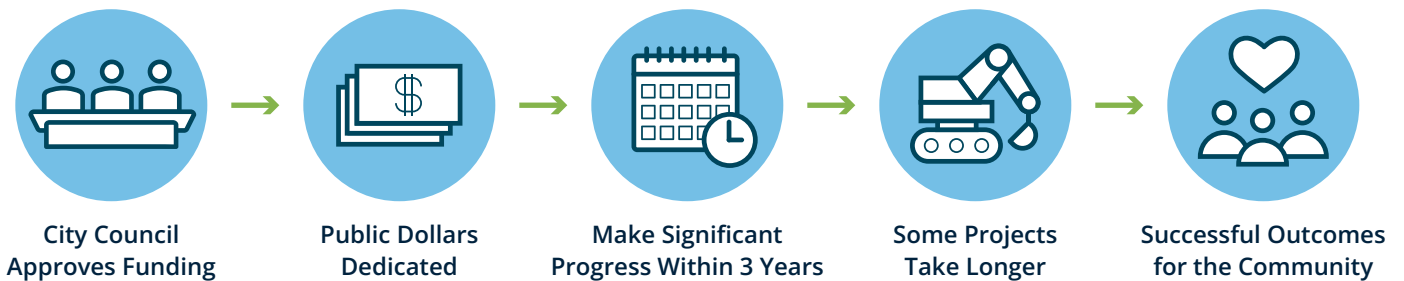 $
City Council
Approves Funding
Public Dollars
Dedicated
Make Significant
Progress Within 3 Years
Some Projects
Take Longer
Successful Outcomes
for the Community